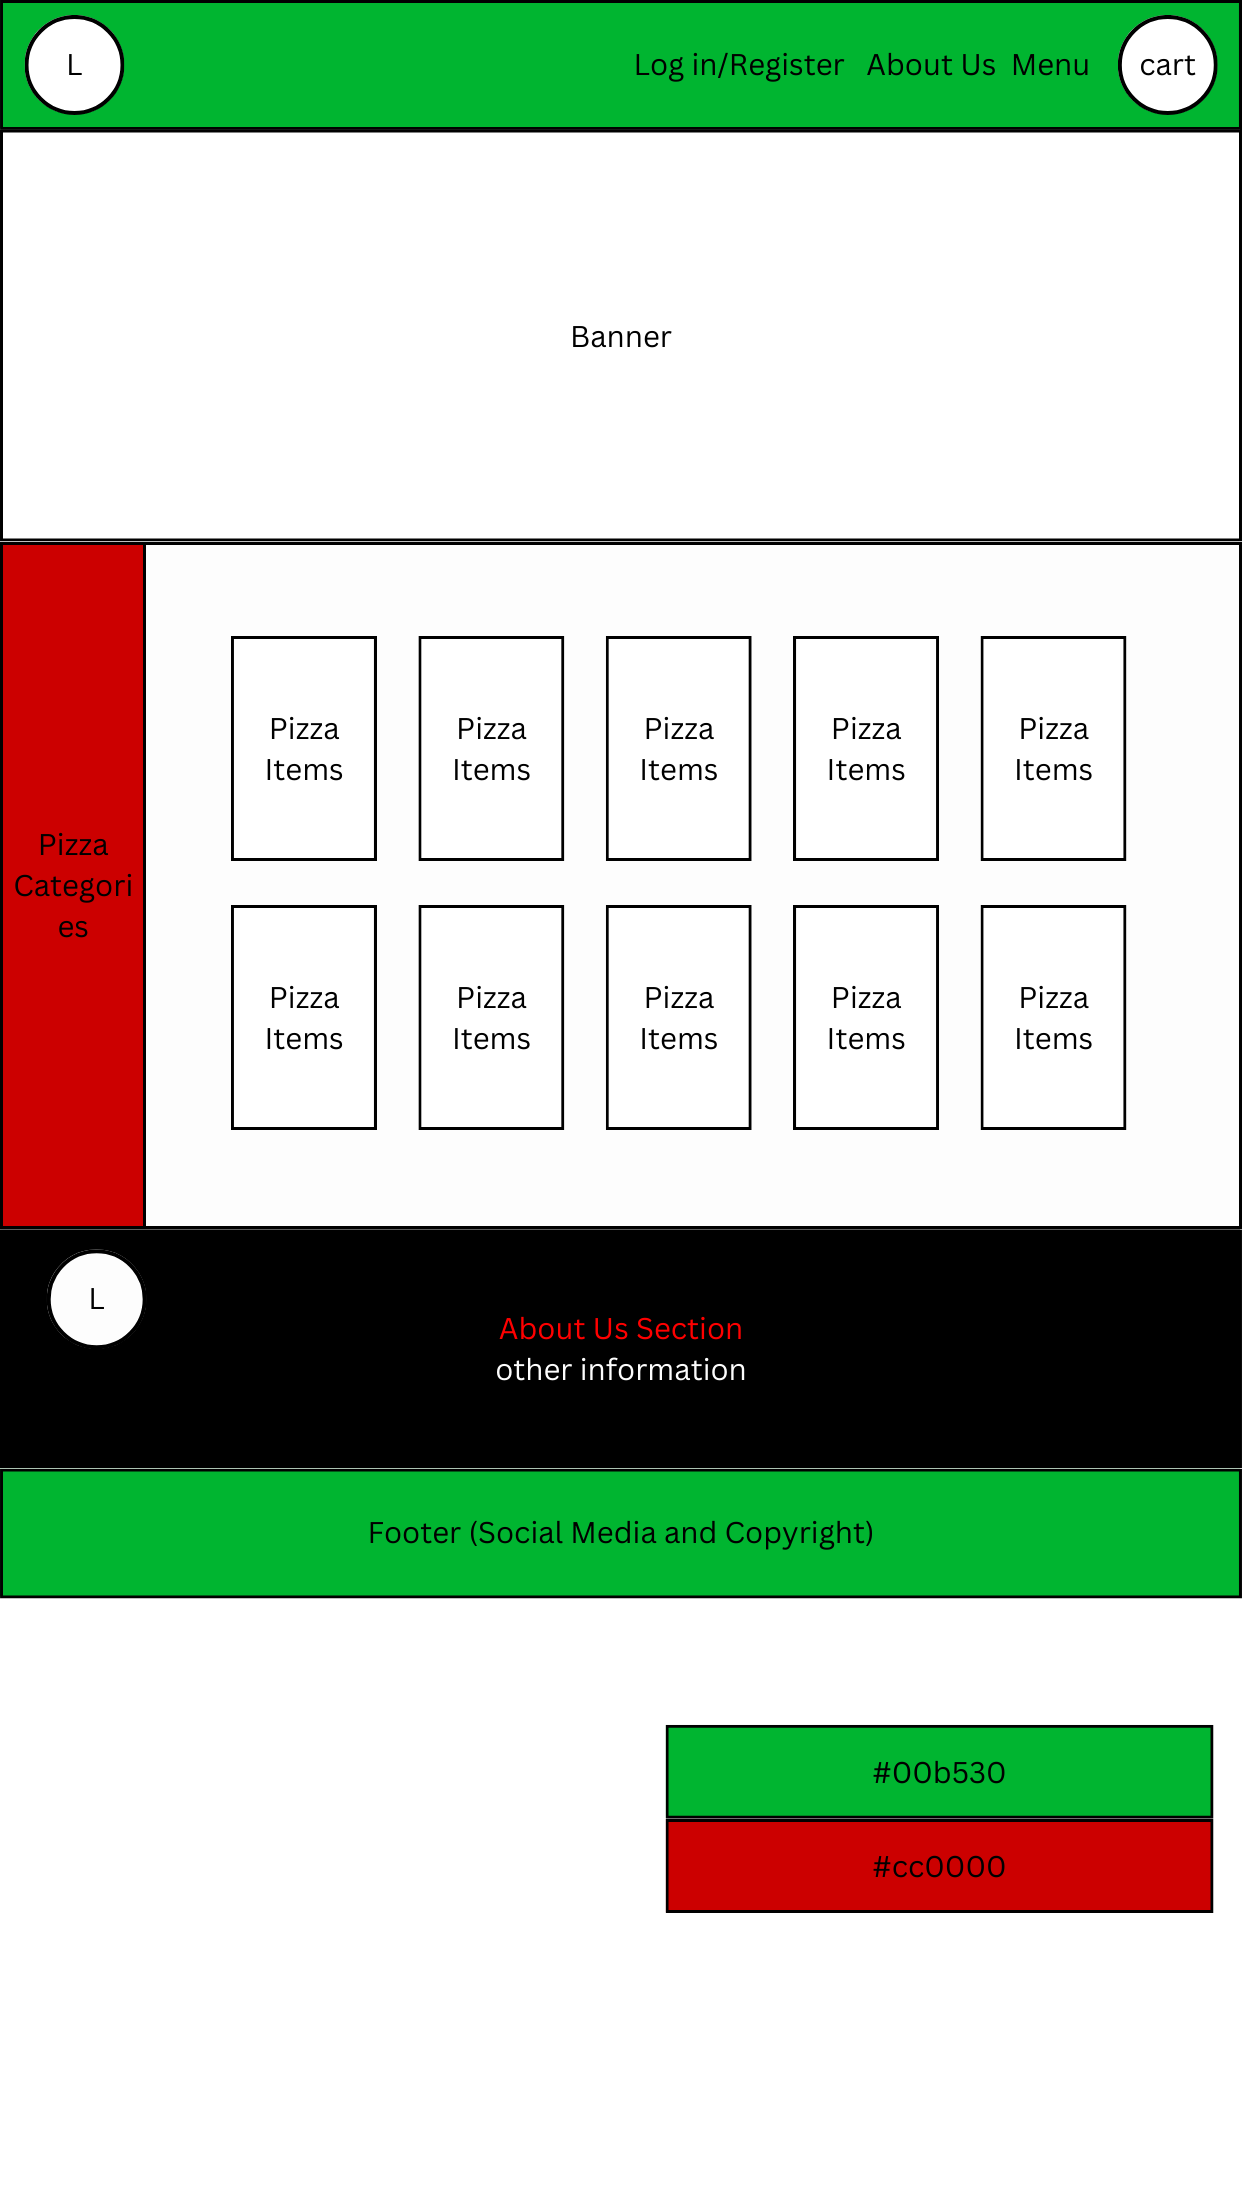 L
Log in/Register About Us Menu
cart
Banner
Pizza
Categori
es
Pizza
Items
Pizza
Items
Pizza
Items
Pizza
Items
Pizza
Items
Pizza
Items
Pizza
Items
Pizza
Items
Pizza
Items
Pizza
Items
L
About Us Section
other information
Footer (Social Media and Copyright)
#00b530
#cc0000